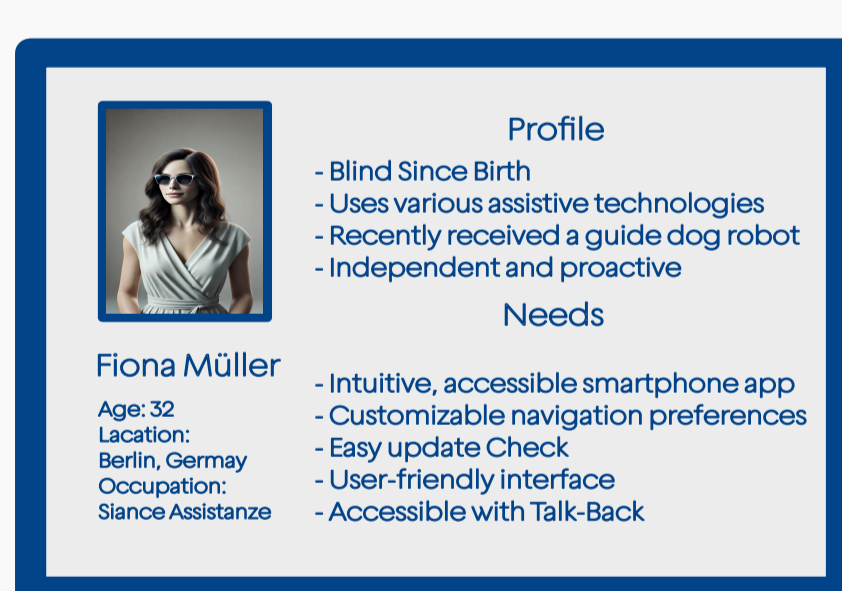 Profile
- Blind Since Birth
- Uses various assistive technologies
- Recently received a guide dog robot
- Independent and proactive
Needs
- Intuitive, accessible smartphone app
- Customizable navigation preferences
- Easy update Check
- User-friendly interface
- Accessible with Talk-Back
Fiona Müller
Age: 32
Lacation:
Berlin, Germay
Occupation:
Siance Assistanze